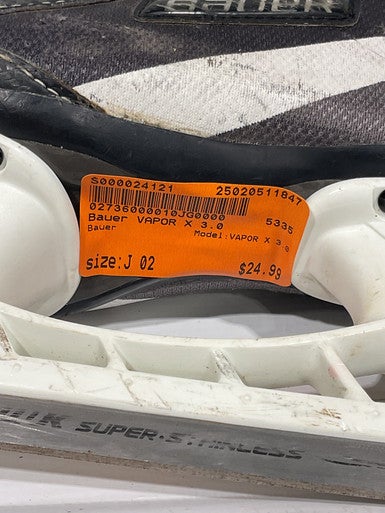 BAUER
S000024121 25020511847
02736000010JG0000 5335
Bauer VAPOR X 3.0
Bauer Model:VAPOR X 3.0
size:J 02 $24.99
SUPER·STAINLESS